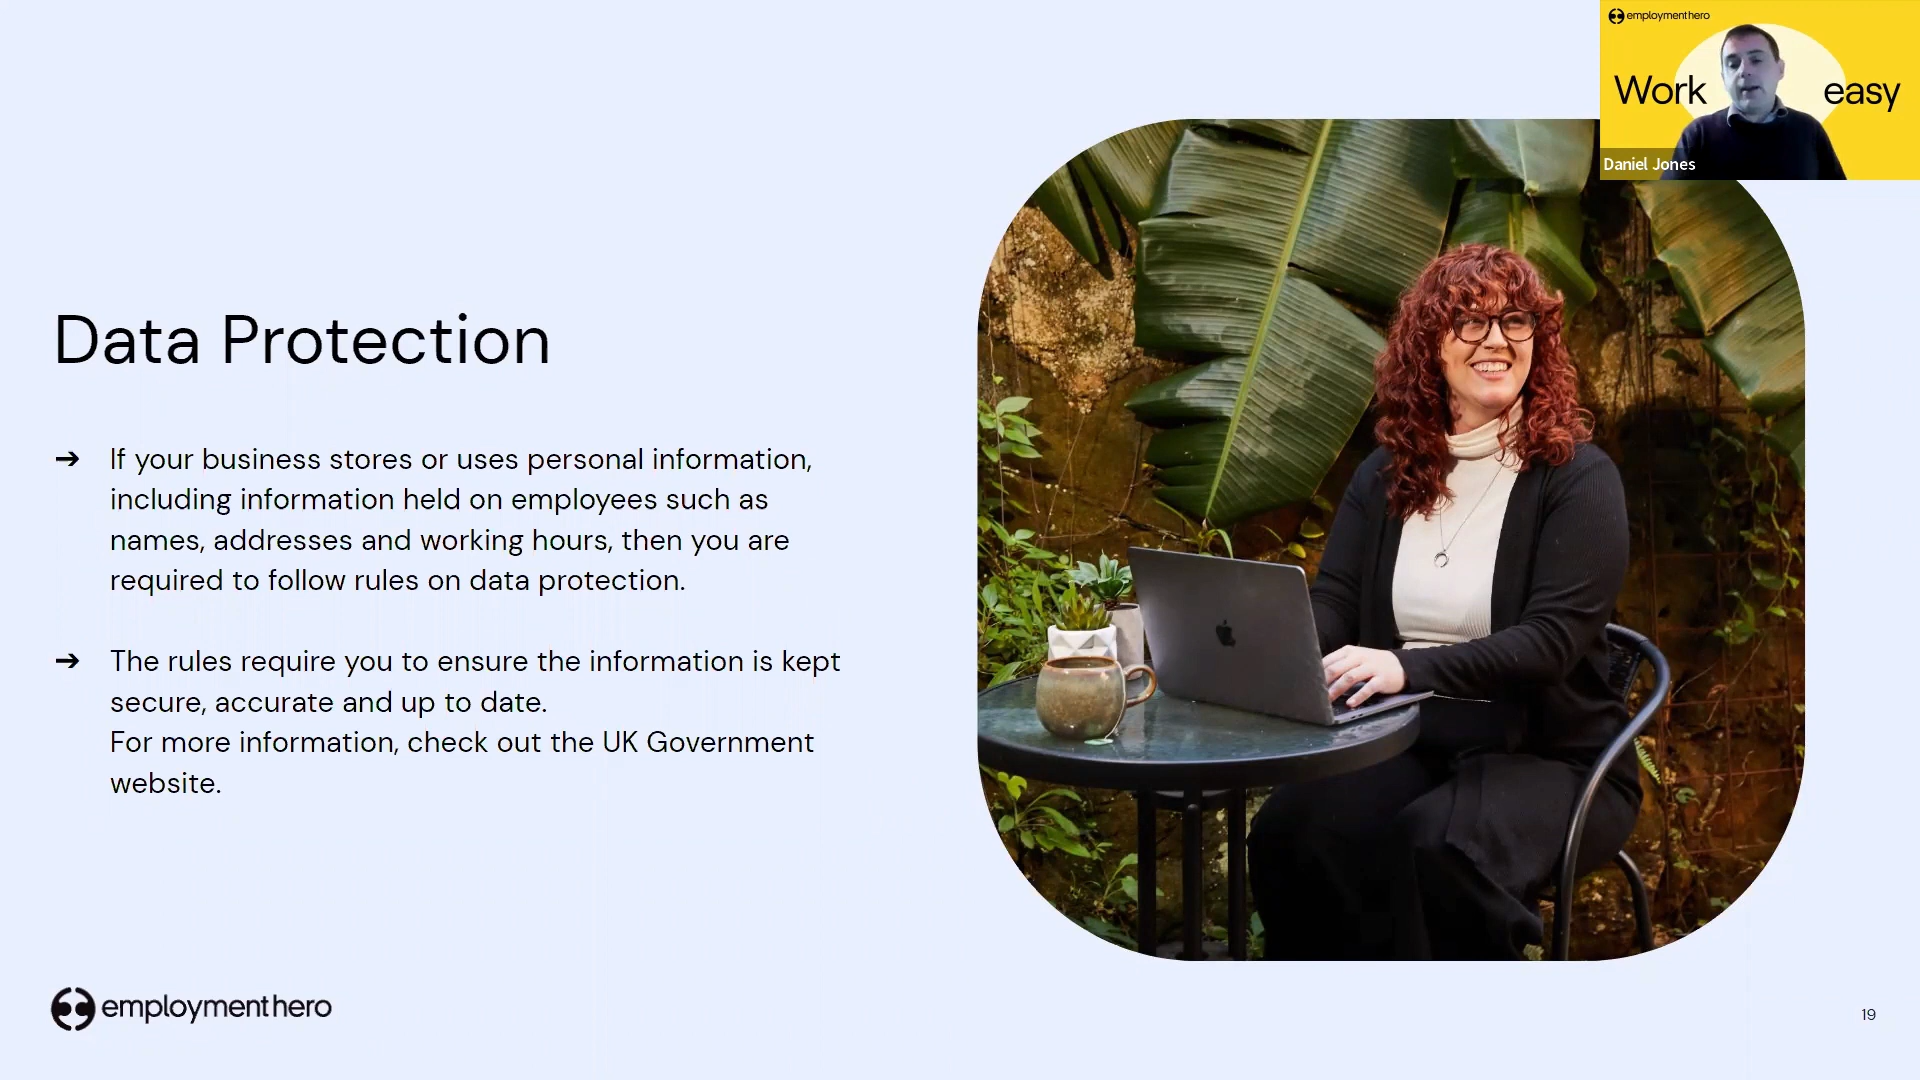 employmenthero
Work easy
Daniel Jones
Data Protection
➔ If your business stores or uses personal information,
including information held on employees such as
names, addresses and working hours, then you are
required to follow rules on data protection.
➔ The rules require you to ensure the information is kept
secure, accurate and up to date.
For more information, check out the UK Government
website.
employmenthero
19